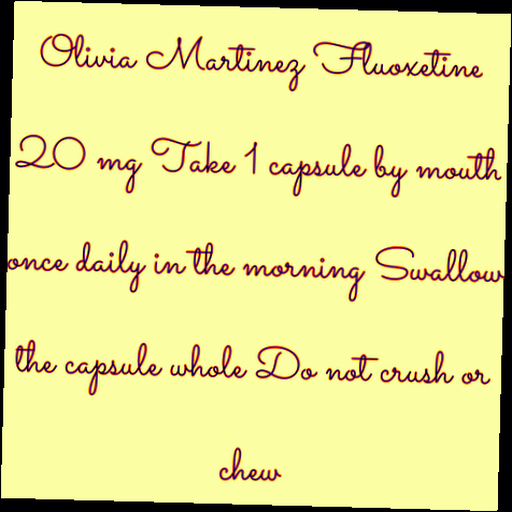 Olivia Martinez Fluoxetine
20 mg Take 1 capsule by mouth
once daily in the morning Swallow
the capsule whole Do not crush or
chew